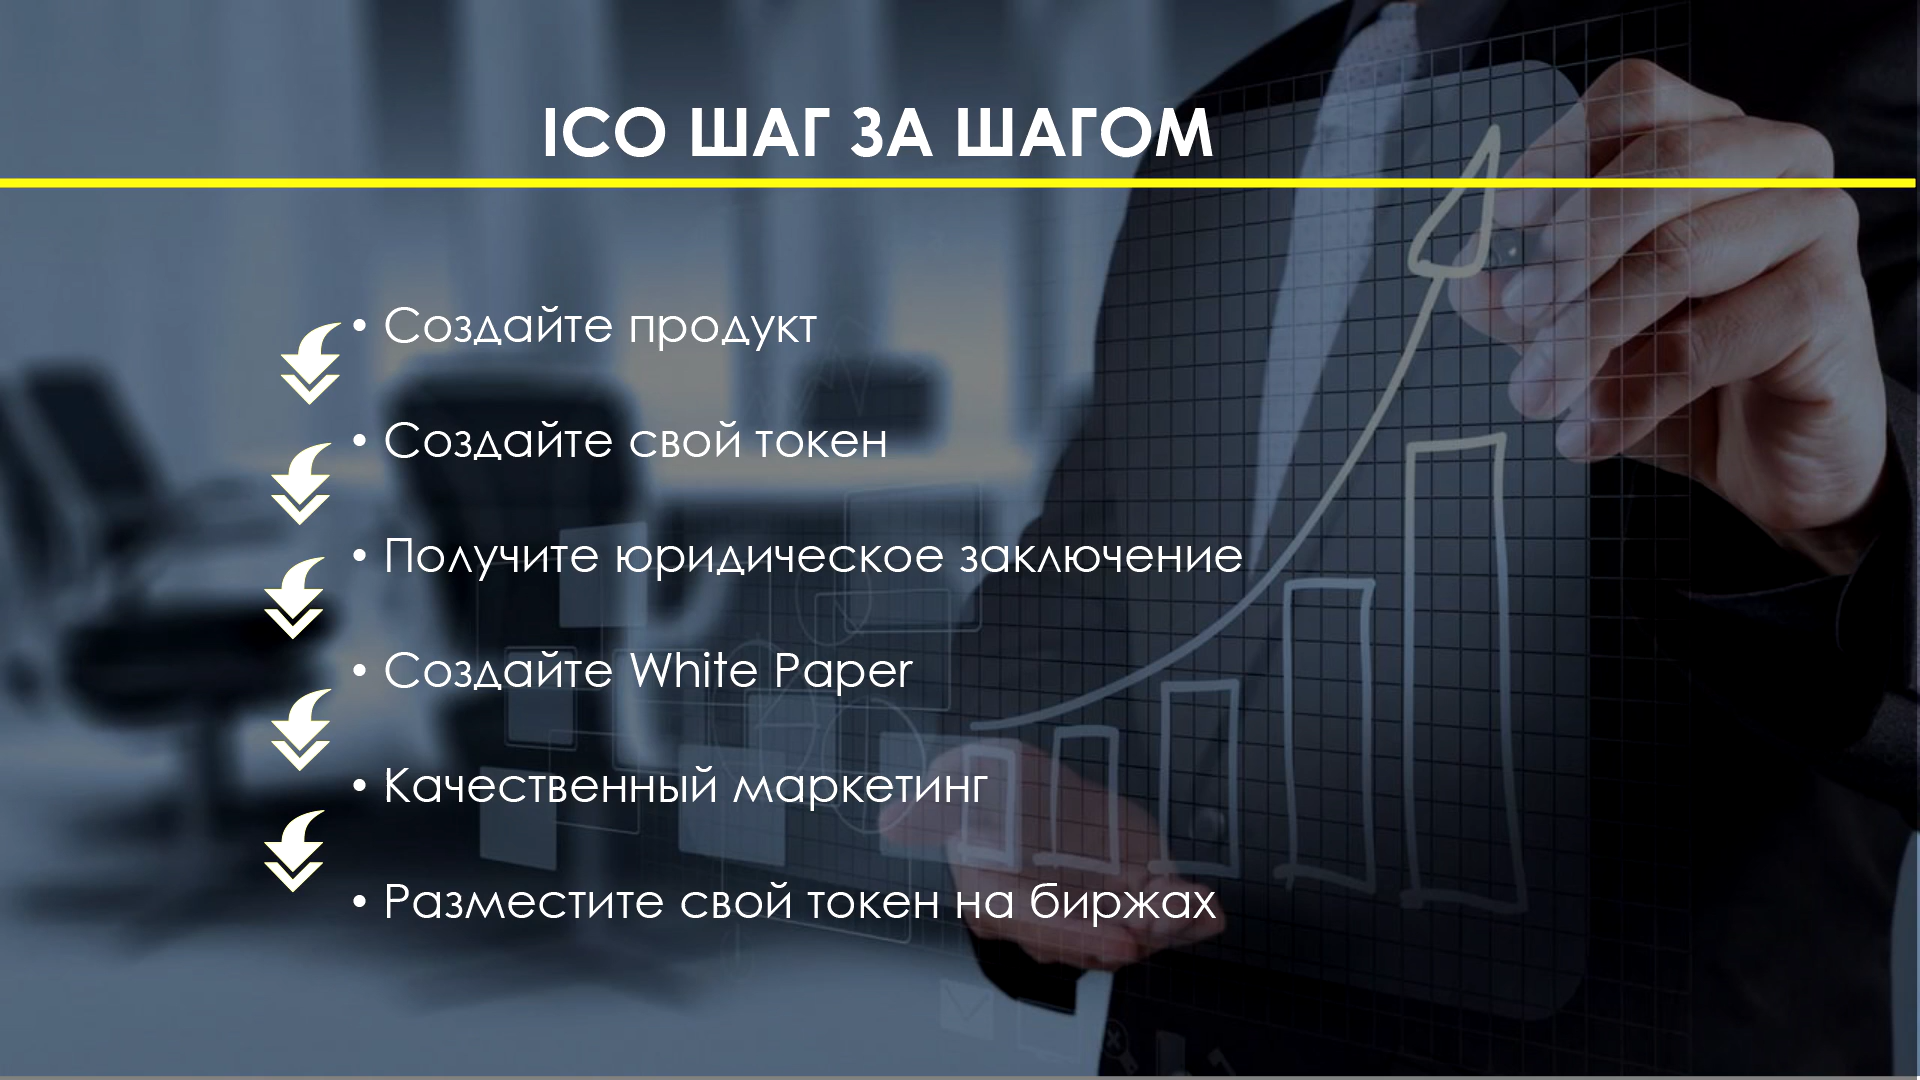 ICO ШАГ ЗА ШАГОМ
• Создайте продукт
• Создайте свой токен
• Получите юридическое заключение
• Создайте White Paper
• Качественный маркетинг
• Разместите свой токен на биржах